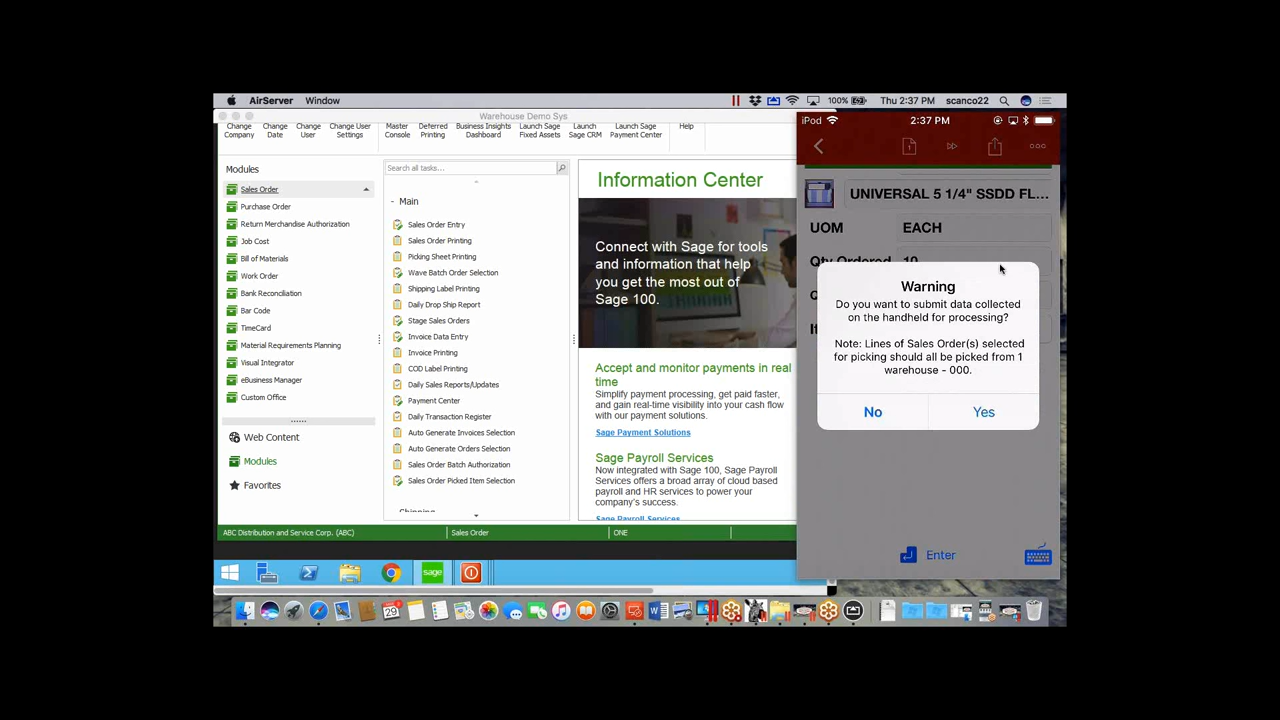 AirServer Window
100% Thu 2:37 PM scanco22
Warehouse Demo Sys
Change Company
Change Date
Change User
Change User Settings
Master Console
Deferred Printing
Business Insights Dashboard
Launch Sage Fixed Assets
Launch Sage CRM
Launch Sage Payment Center
Help
Modules
Sales Order
Purchase Order
Return Merchandise Authorization
Job Cost
Bill of Materials
Work Order
Bank Reconciliation
Bar Code
TimeCard
Material Requirements Planning
Visual Integrator
eBusiness Manager
Custom Office
Web Content
Modules
Favorites
Search all tasks...
- Main
Sales Order Entry
Sales Order Printing
Picking Sheet Printing
Wave Batch Order Selection
Shipping Label Printing
Daily Drop Ship Report
Stage Sales Orders
Invoice Data Entry
Invoice Printing
COD Label Printing
Daily Sales Reports/Updates
Payment Center
Daily Transaction Register
Auto Generate Invoices Selection
Auto Generate Orders Selection
Sales Order Batch Authorization
Sales Order Picked Item Selection
Shipping
Information Center
Connect with Sage for tools
and information that help
you get the most out of
Sage 100.
Accept and monitor payments in real
time
Simplify payment processing, get paid faster,
and gain real-time visibility into your cash flow
with our payment solutions.
Sage Payment Solutions
Sage Payroll Services
Now integrated with Sage 100, Sage Payroll
Services offers a broad array of cloud based
payroll and HR services to power your
company's success.
Sage Payroll Services
ABC Distribution and Service Corp. (ABC) Sales Order ONE
sage
iPod 2:37 PM
1
UNIVERSAL 5 1/4" SSDD FL...
UOM EACH
Qty Ordered 10
Q
It
Warning
Do you want to submit data collected
on the handheld for processing?
Note: Lines of Sales Order(s) selected
for picking should all be picked from 1
warehouse - 000.
No Yes
Enter
29